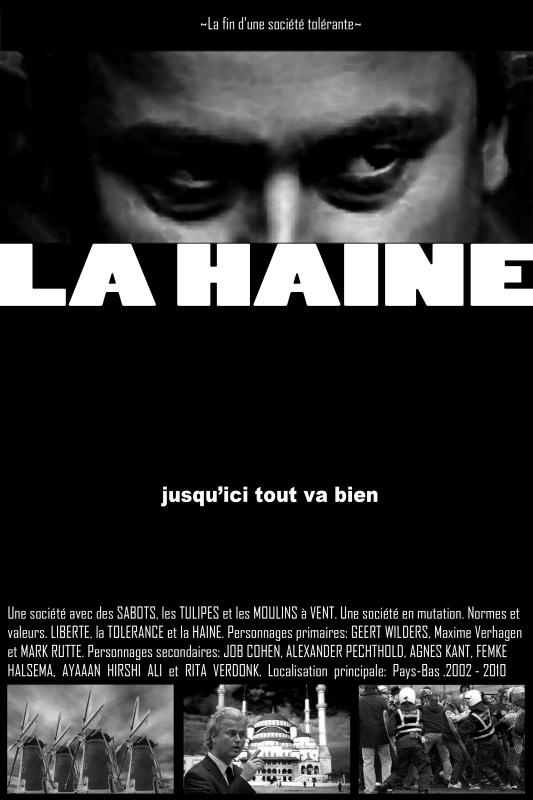 ~La fin d'une société tolérante~
LA HAINE
jusqu'ici tout va bien
Une société avec des SABOTS, les TULIPES et les MOULINS à VENT. Une société en mutation. Normes et
valeurs. LIBERTE, la TOLERANCE et la HAINE. Personnages primaires: GEERT WILDERS, Maxime Verhagen
et MARK RUTTE. Personnages secondaires: JOB COHEN, ALEXANDER PECHTHOLD, AGNES KANT, FEMKE
HALSEMA, AYAAAN HIRSHI ALI et RITA VERDONK. Localisation principale: Pays-Bas .2002 - 2010